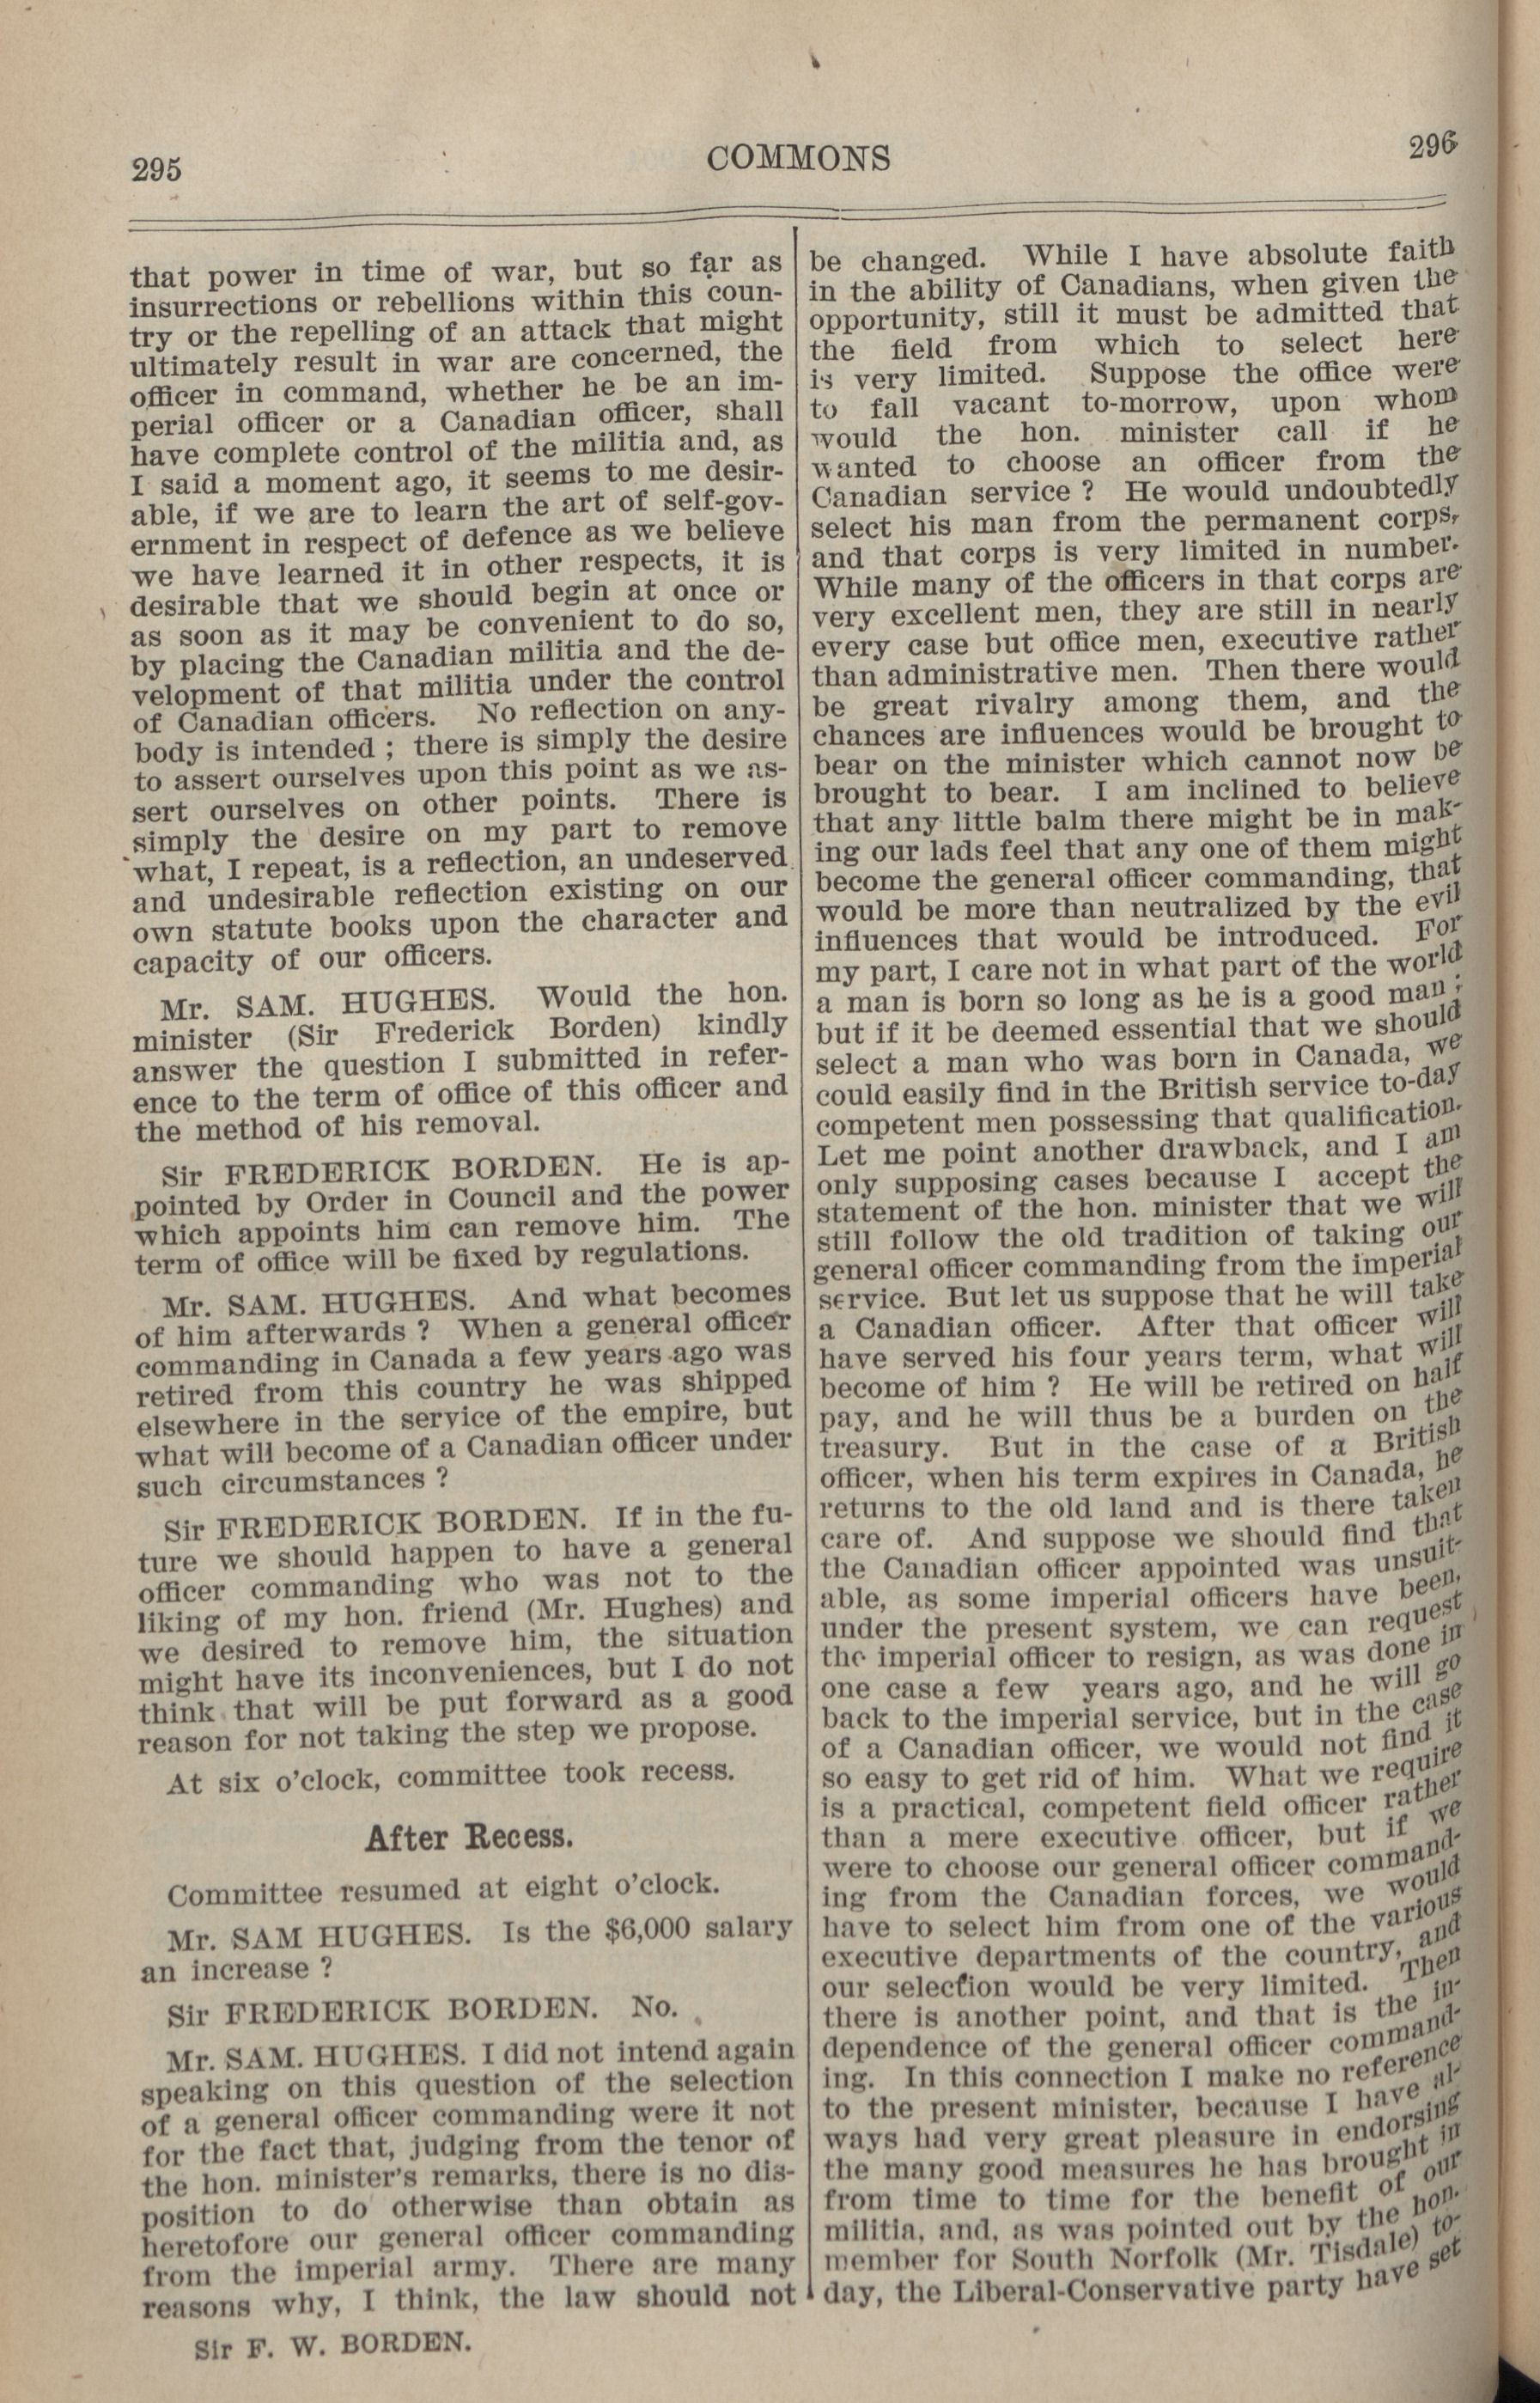 295
COMMONS
296
that power in time of war, but so far as
insurrections or rebellions within this coun-
try or the repelling of an attack that might
ultimately result in war are concerned, the
officer in command, whether he be an im-
perial officer or a Canadian officer, shall
have complete control of the militia and, as
I said a moment ago, it seems to me desir-
able, if we are to learn the art of self-gov-
ernment in respect of defence as we believe
we have learned it in other respects, it is
desirable that we should begin at once or
as soon as it may be convenient to do so,
by placing the Canadian militia and the de-
velopment of that militia under the control
of Canadian officers. No reflection on any-
body is intended ; there is simply the desire
to assert ourselves upon this point as we as-
sert ourselves on other points. There is
simply the desire on my part to remove
what, I repeat, is a reflection, an undeserved
and undesirable reflection existing on our
own statute books upon the character and
capacity of our officers.
Mr. SAM. HUGHES. Would the hon.
minister (Sir Frederick Borden) kindly
answer the question I submitted in refer-
ence to the term of office of this officer and
the method of his removal.
Sir FREDERICK BORDEN. He is ap-
pointed by Order in Council and the power
which appoints him can remove him. The
term of office will be fixed by regulations.
Mr. SAM. HUGHES. And what becomes
of him afterwards ? When a general officer
commanding in Canada a few years ago was
retired from this country he was shipped
elsewhere in the service of the empire, but
what will become of a Canadian officer under
such circumstances ?
Sir FREDERICK BORDEN. If in the fu-
ture we should happen to have a general
officer commanding who was not to the
liking of my hon. friend (Mr. Hughes) and
we desired to remove him, the situation
might have its inconveniences, but I do not
think that will be put forward as a good
reason for not taking the step we propose.
At six o'clock, committee took recess.
After Recess.
Committee resumed at eight o'clock.
Mr. SAM HUGHES. Is the $6,000 salary
an increase ?
Sir FREDERICK BORDEN. No.
Mr. SAM. HUGHES. I did not intend again
speaking on this question of the selection
of a general officer commanding were it not
for the fact that, judging from the tenor of
the hon. minister's remarks, there is no dis-
position to do otherwise than obtain as
heretofore our general officer commanding
from the imperial army. There are many
reasons why, I think, the law should not
Sir F. W. BORDEN.
be changed. While I have absolute faith
in the ability of Canadians, when given the
opportunity, still it must be admitted that
the field from which to select here
is very limited. Suppose the office were
to fall vacant to-morrow, upon whom
would the hon. minister call if he
wanted to choose an officer from the
Canadian service ? He would undoubtedly
select his man from the permanent corps,
and that corps is very limited in number.
While many of the officers in that corps are
very excellent men, they are still in nearly
every case but office men, executive rather
than administrative men. Then there would
be great rivalry among them, and the
chances are influences would be brought to
bear on the minister which cannot now be
brought to bear. I am inclined to believe
that any little balm there might be in mak-
ing our lads feel that any one of them might
become the general officer commanding, that
would be more than neutralized by the evil
influences that would be introduced. For
my part, I care not in what part of the world
a man is born so long as he is a good man ;
but if it be deemed essential that we should
select a man who was born in Canada, we
could easily find in the British service to-day
competent men possessing that qualification.
Let me point another drawback, and I am
only supposing cases because I accept the
statement of the hon. minister that we will
still follow the old tradition of taking our
general officer commanding from the imperial
service. But let us suppose that he will take
a Canadian officer. After that officer will
have served his four years term, what will
become of him ? He will be retired on half
pay, and he will thus be a burden on the
treasury. But in the case of a British
officer, when his term expires in Canada, he
returns to the old land and is there taken
care of. And suppose we should find that
the Canadian officer appointed was unsuit-
able, as some imperial officers have been,
under the present system, we can request
the imperial officer to resign, as was done in
one case a few years ago, and he will go
back to the imperial service, but in the case
of a Canadian officer, we would not find it
so easy to get rid of him. What we require
is a practical, competent field officer rather
than a mere executive officer, but if we
were to choose our general officer command-
ing from the Canadian forces, we would
have to select him from one of the various
executive departments of the country, and
our selection would be very limited. Then
there is another point, and that is the in-
dependence of the general officer command-
ing. In this connection I make no reference
to the present minister, because I have al-
ways had very great pleasure in endorsing
the many good measures he has brought in
from time to time for the benefit of our
militia, and, as was pointed out by the hon.
member for South Norfolk (Mr. Tisdale) to-
day, the Liberal-Conservative party have set